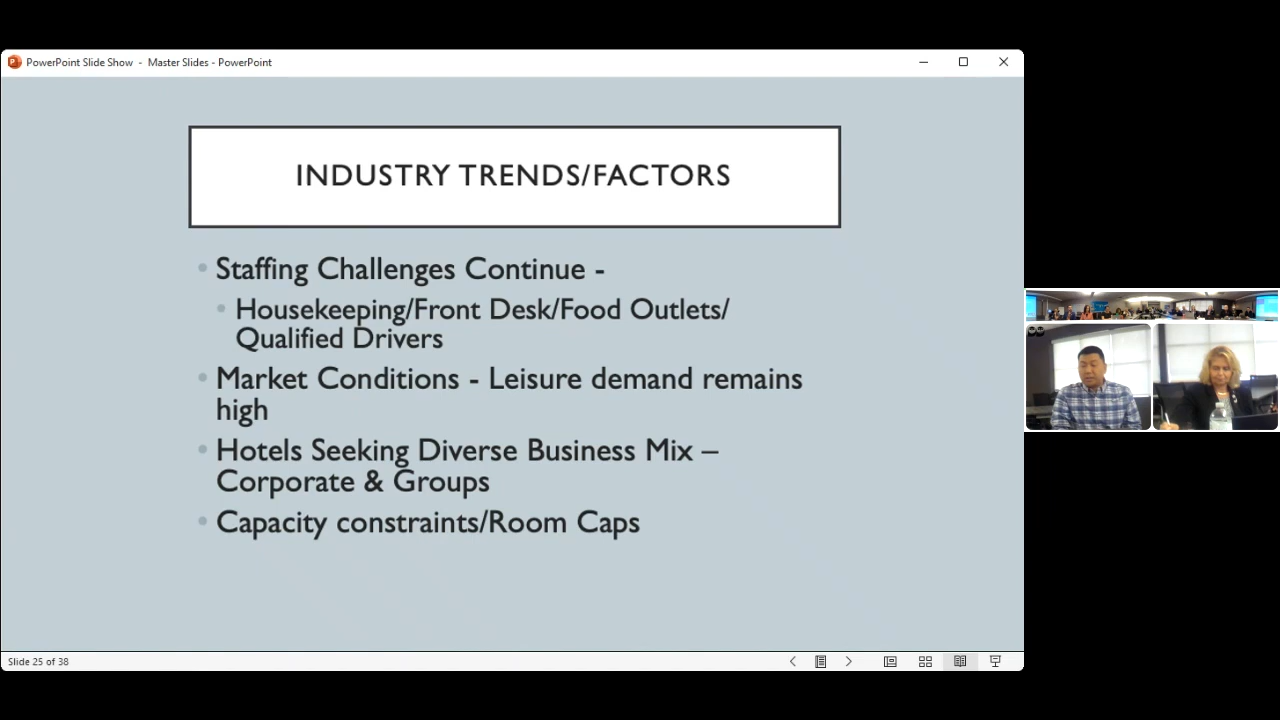 PowerPoint Slide Show - Master Slides - PowerPoint
INDUSTRY TRENDS/FACTORS
Staffing Challenges Continue -
Housekeeping/Front Desk/Food Outlets/
Qualified Drivers
Market Conditions - Leisure demand remains
high
Hotels Seeking Diverse Business Mix –
Corporate & Groups
Capacity constraints/Room Caps
Slide 25 of 38